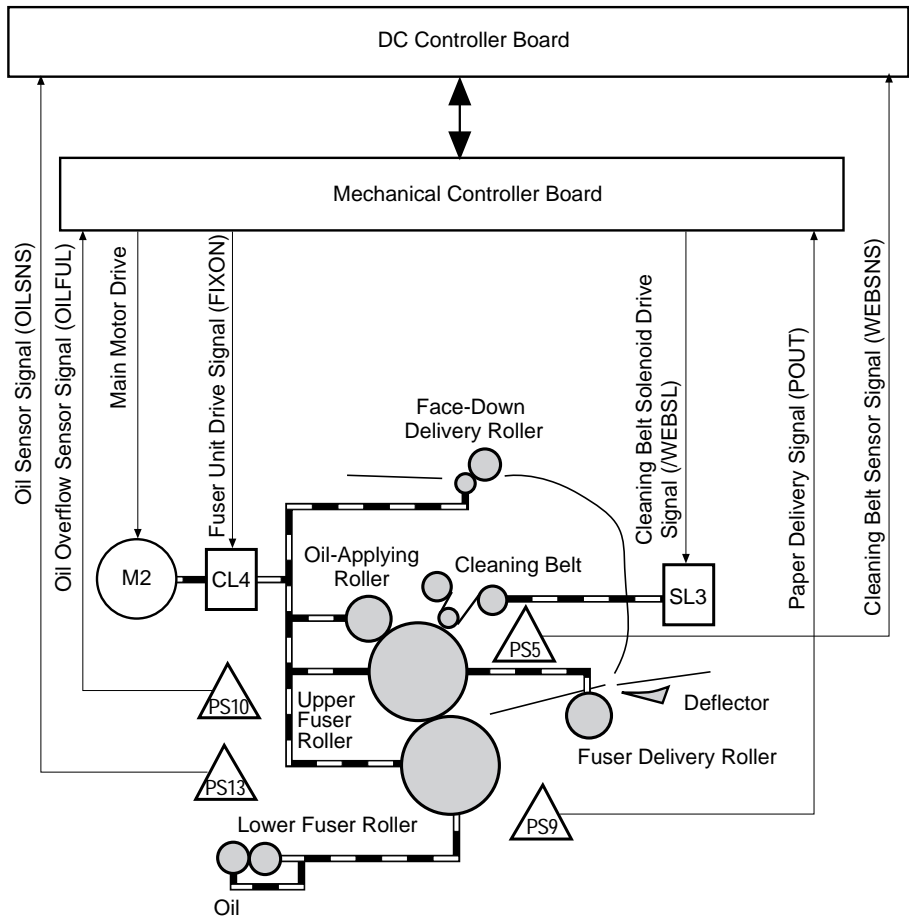 DC Controller Board
Mechanical Controller Board
Oil Sensor Signal (OILSNS)
Oil Overflow Sensor Signal (OILFUL)
Main Motor Drive
Fuser Unit Drive Signal (FIXON)
Cleaning Belt Solenoid Drive
Signal (/WEBSL)
Paper Delivery Signal (POUT)
Cleaning Belt Sensor Signal (WEBSNS)
Face-Down
Delivery Roller
M2
CL4
Oil-Applying
Roller
Cleaning Belt
SL3
PS5
PS10
Upper
Fuser
Roller
Deflector
Fuser Delivery Roller
PS13
PS9
Lower Fuser Roller
Oil